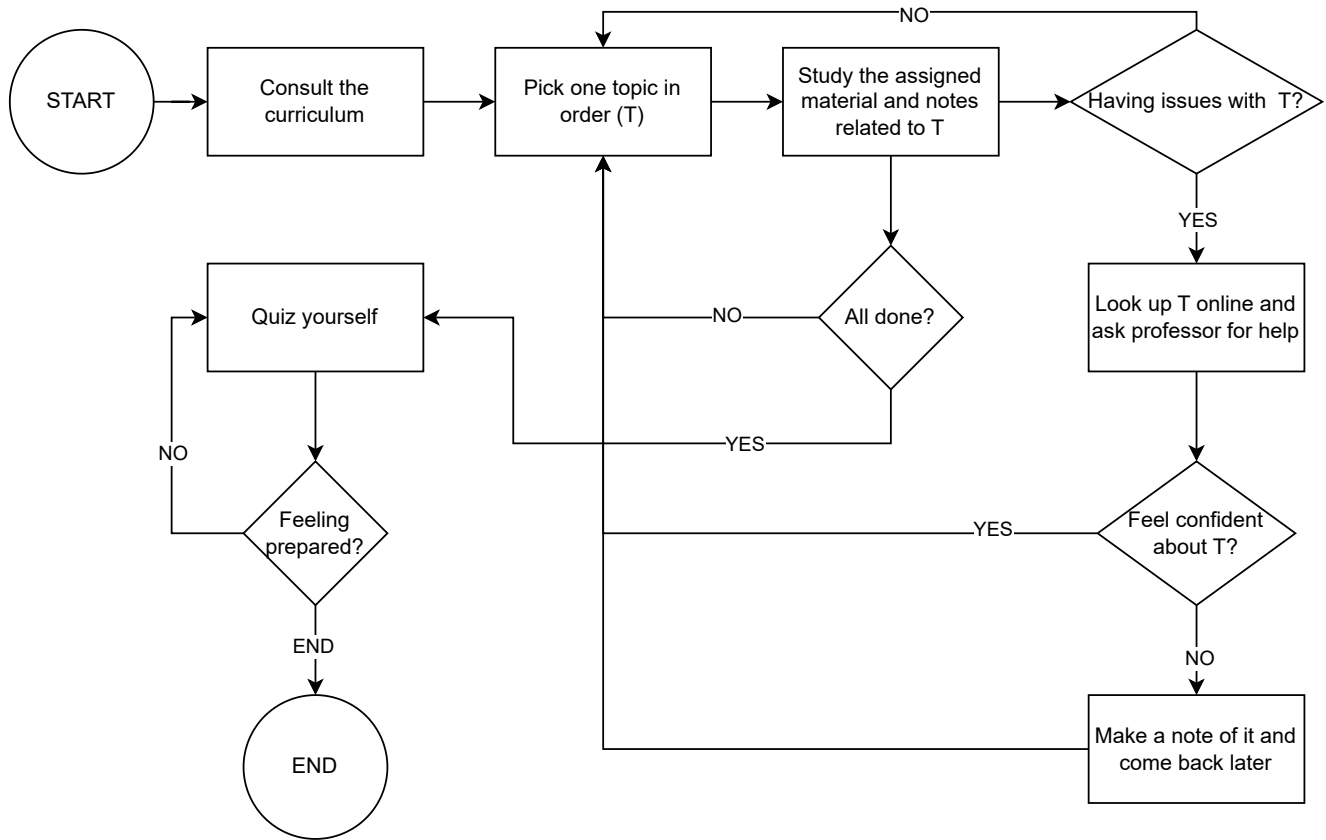 NO
START
Consult the
curriculum
Pick one topic in
order (T)
Study the assigned
material and notes
related to T
Having issues with  T?
YES
Quiz yourself
NO
All done?
Look up T online and
ask professor for help
NO
YES
Feeling
prepared?
YES
Feel confident
about T?
END
NO
END
Make a note of it and
come back later